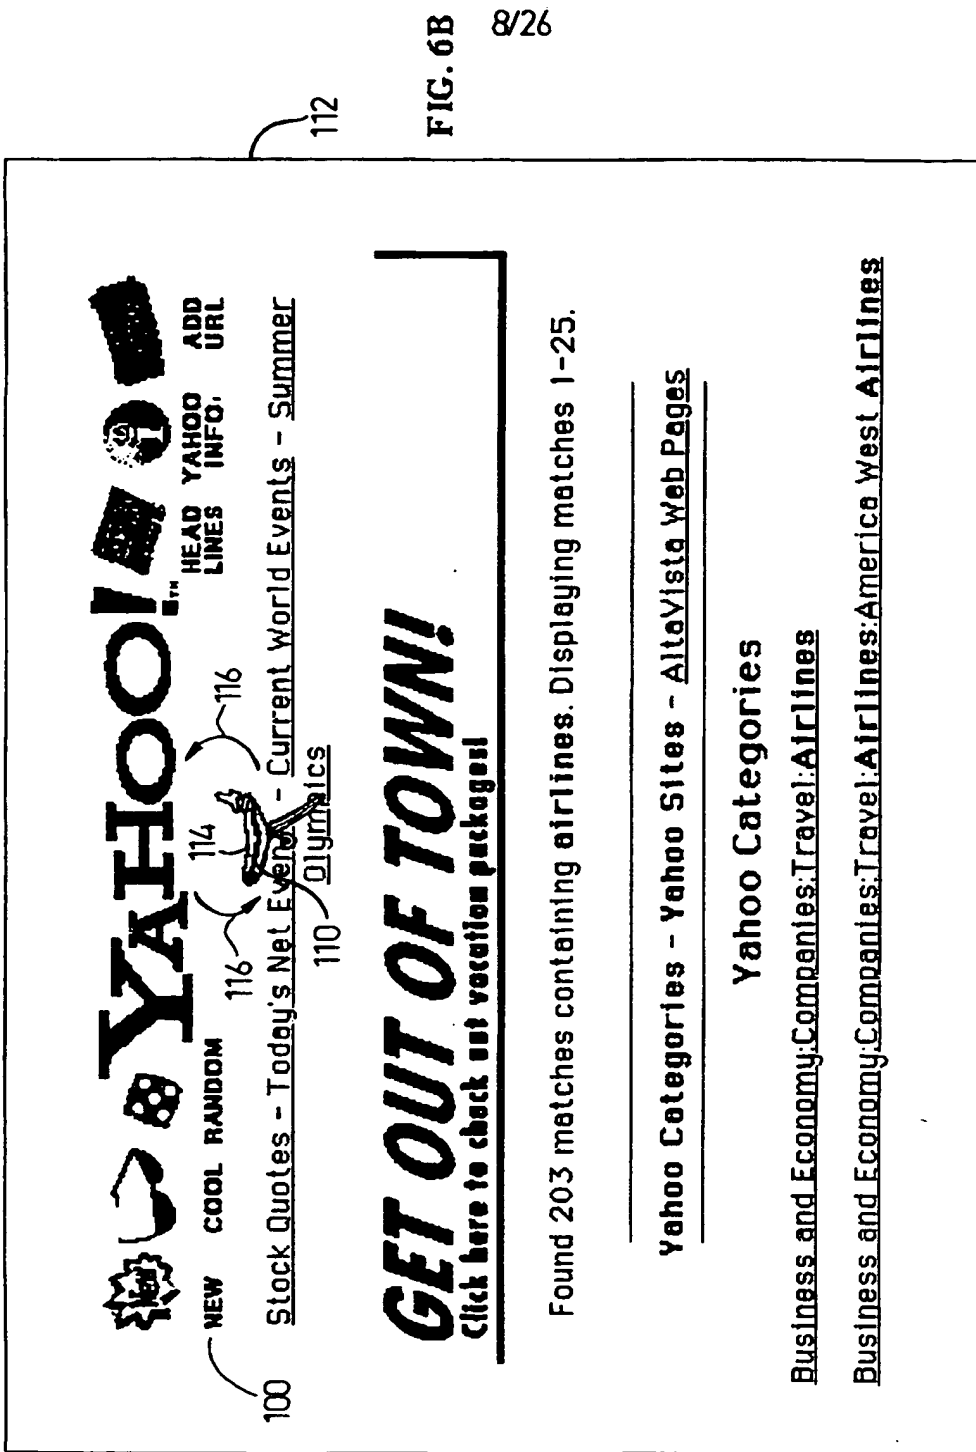 8/26
FIG. 6B
112
YAHOO!™
NEW COOL RANDOM
HEAD LINES YAHOO INFO. ADD URL
100
114
116
116
110
Stock Quotes - Today's Net Event - Current World Events - Summer
Olympics
GET OUT OF TOWN!
Click here to check out vacation packages!
Found 203 matches containing airlines. Displaying matches 1-25.
Yahoo Categories - Yahoo Sites - AltaVista Web Pages
Yahoo Categories
Business and Economy:Companies:Travel:Airlines
Business and Economy:Companies:Travel:Airlines:America West Airlines